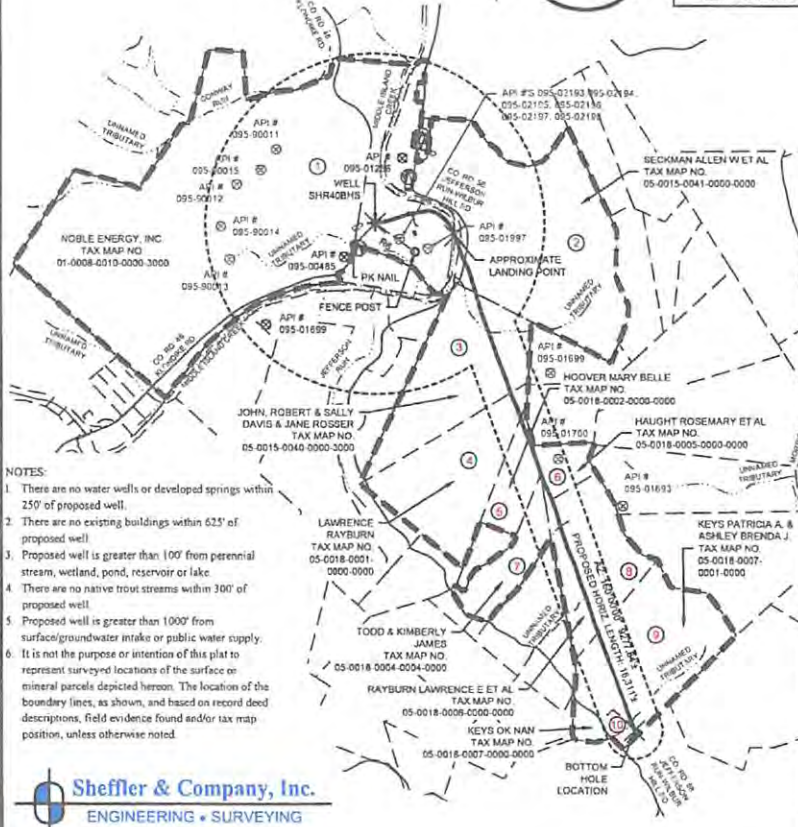 CO RD 46
KLONDIKE RD
MIDDLE ISLAND
CREEK
CONWAY
RUN
UNNAMED
TRIBUTARY
API #
095-90011
API #
API #
095-90015
095-90012
API #
095-90014
API #
API #
095-01256
WELL
SHR40BHS
API #'S 095-02193, 095-02194,
095-02195, 095-02196
095-02197, 095-02198
CO RD 56
JEFFERSON
RUN-WILBUR
HILL RD
SECKMAN ALLEN W ET AL
TAX MAP NO.
05-0015-0041-0000-0000
NOBLE ENERGY, INC.
TAX MAP NO
01-0008-0010-0000-3000
UNNAMED
TRIBUTARY
API #
095-00485
PK NAIL
API #
095-01997
APPROXIMATE
LANDING POINT
FENCE POST
UNNAMED
TRIBUTARY
API #
095-01699
UNNAMED
TRIBUTARY
CO RD 46
KLONDIKE RD
MIDDLE ISLAND CREEK
JEFFERSON
RUN
API #
095-01699
HOOVER MARY BELLE
TAX MAP NO.
05-0018-0002-0000-0000
JOHN, ROBERT & SALLY
DAVIS & JANE ROSSER
TAX MAP NO.
05-0015-0040-0000-3000
API #
095-01700
HAUGHT ROSEMARY ET AL
TAX MAP NO.
05-0018-0005-0000-0000
API #
095-01693
UNNAMED
TRIBUTARY
1
2
3
4
5
6
7
8
9
10
LAWRENCE
RAYBURN
TAX MAP NO.
05-0018-0001-
0000-0000
KEYS PATRICIA A. &
ASHLEY BRENDA J.
TAX MAP NO.
05-0018-0007-
0001-0000
PROPOSED HORIZ. LENGTH: 16,311'±
UNNAMED
TRIBUTARY
UNNAMED
TRIBUTARY
TODD & KIMBERLY
JAMES
TAX MAP NO.
05-0018-0004-0004-0000
RAYBURN LAWRENCE E ET AL
TAX MAP NO.
05-0018-0006-0000-0000
KEYS OK NAN
TAX MAP NO.
05-0018-0007-0000-0000
BOTTOM
HOLE
LOCATION
CO RD 56
JEFFERSON
RUN-WILBUR
HILL RD
NOTES:
1. There are no water wells or developed springs within
250' of proposed well.
2. There are no existing buildings within 625' of
proposed well
3. Proposed well is greater than 100' from perennial
stream, wetland, pond, reservoir or lake.
4. There are no native trout streams within 300' of
proposed well.
5. Proposed well is greater than 1000' from
surface/groundwater intake or public water supply.
6. It is not the purpose or intention of this plat to
represent surveyed locations of the surface or
mineral parcels depicted hereon. The location of the
boundary lines, as shown, and based on record deed
descriptions, field evidence found and/or tax map
position, unless otherwise noted.
Sheffler & Company, Inc.
ENGINEERING • SURVEYING